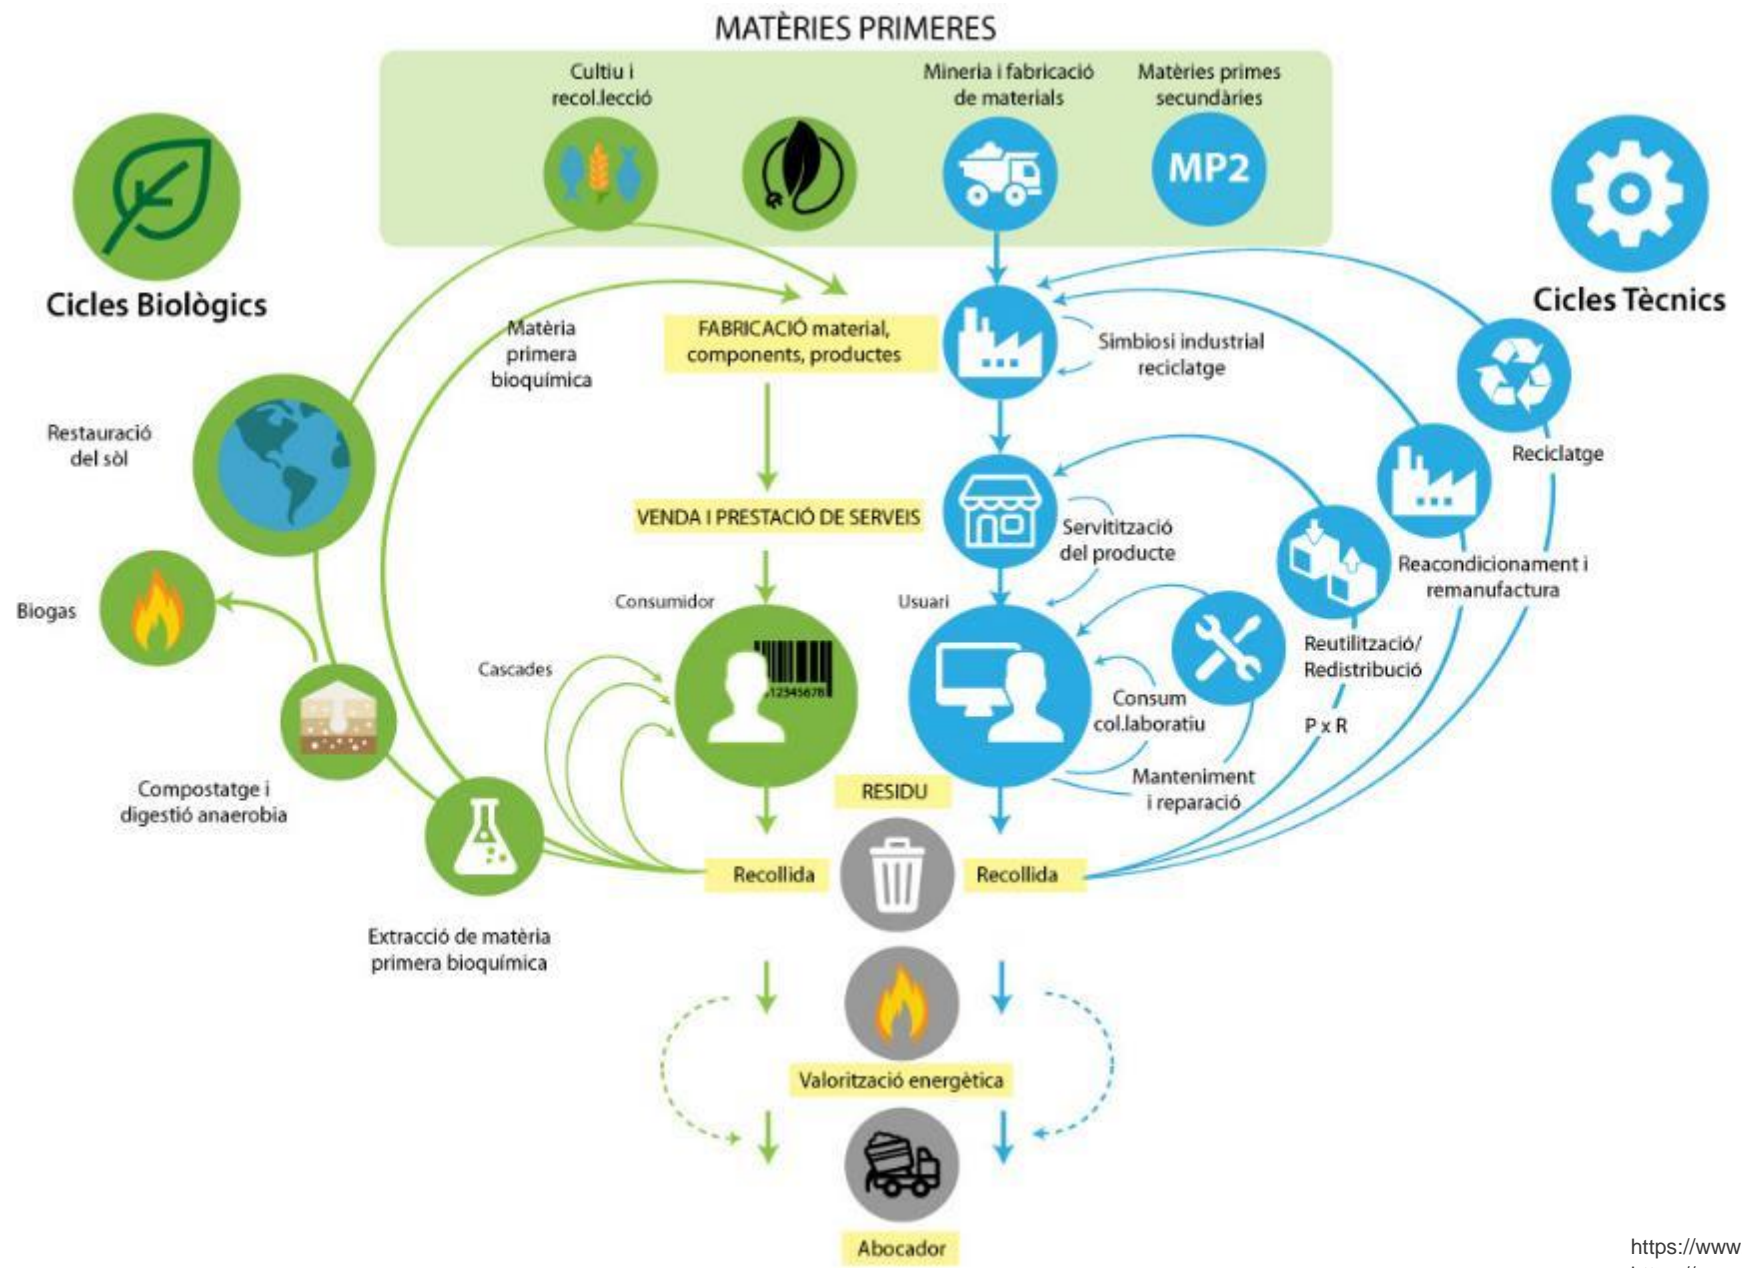 MATÈRIES PRIMERES
Cultiu i
recol.lecció
Mineria i fabricació
de materials
Matèries primes
secundàries
MP2
Cicles Biològics
Cicles Tècnics
Matèria
primera
bioquímica
FABRICACIÓ material,
components, productes
Simbiosi industrial
reciclatge
Restauració
del sòl
Reciclatge
VENDA I PRESTACIÓ DE SERVEIS
Servitització
del producte
Reacondicionament i
remanufactura
Biogas
Consumidor
Usuari
Reutilització/
Redistribució
Cascades
12345678
Consum
col.laboratiu
P x R
Manteniment
i reparació
Compostatge i
digestió anaerobia
RESIDU
Recollida
Recollida
Extracció de matèria
primera bioquímica
Valorització energètica
Abocador
https://www